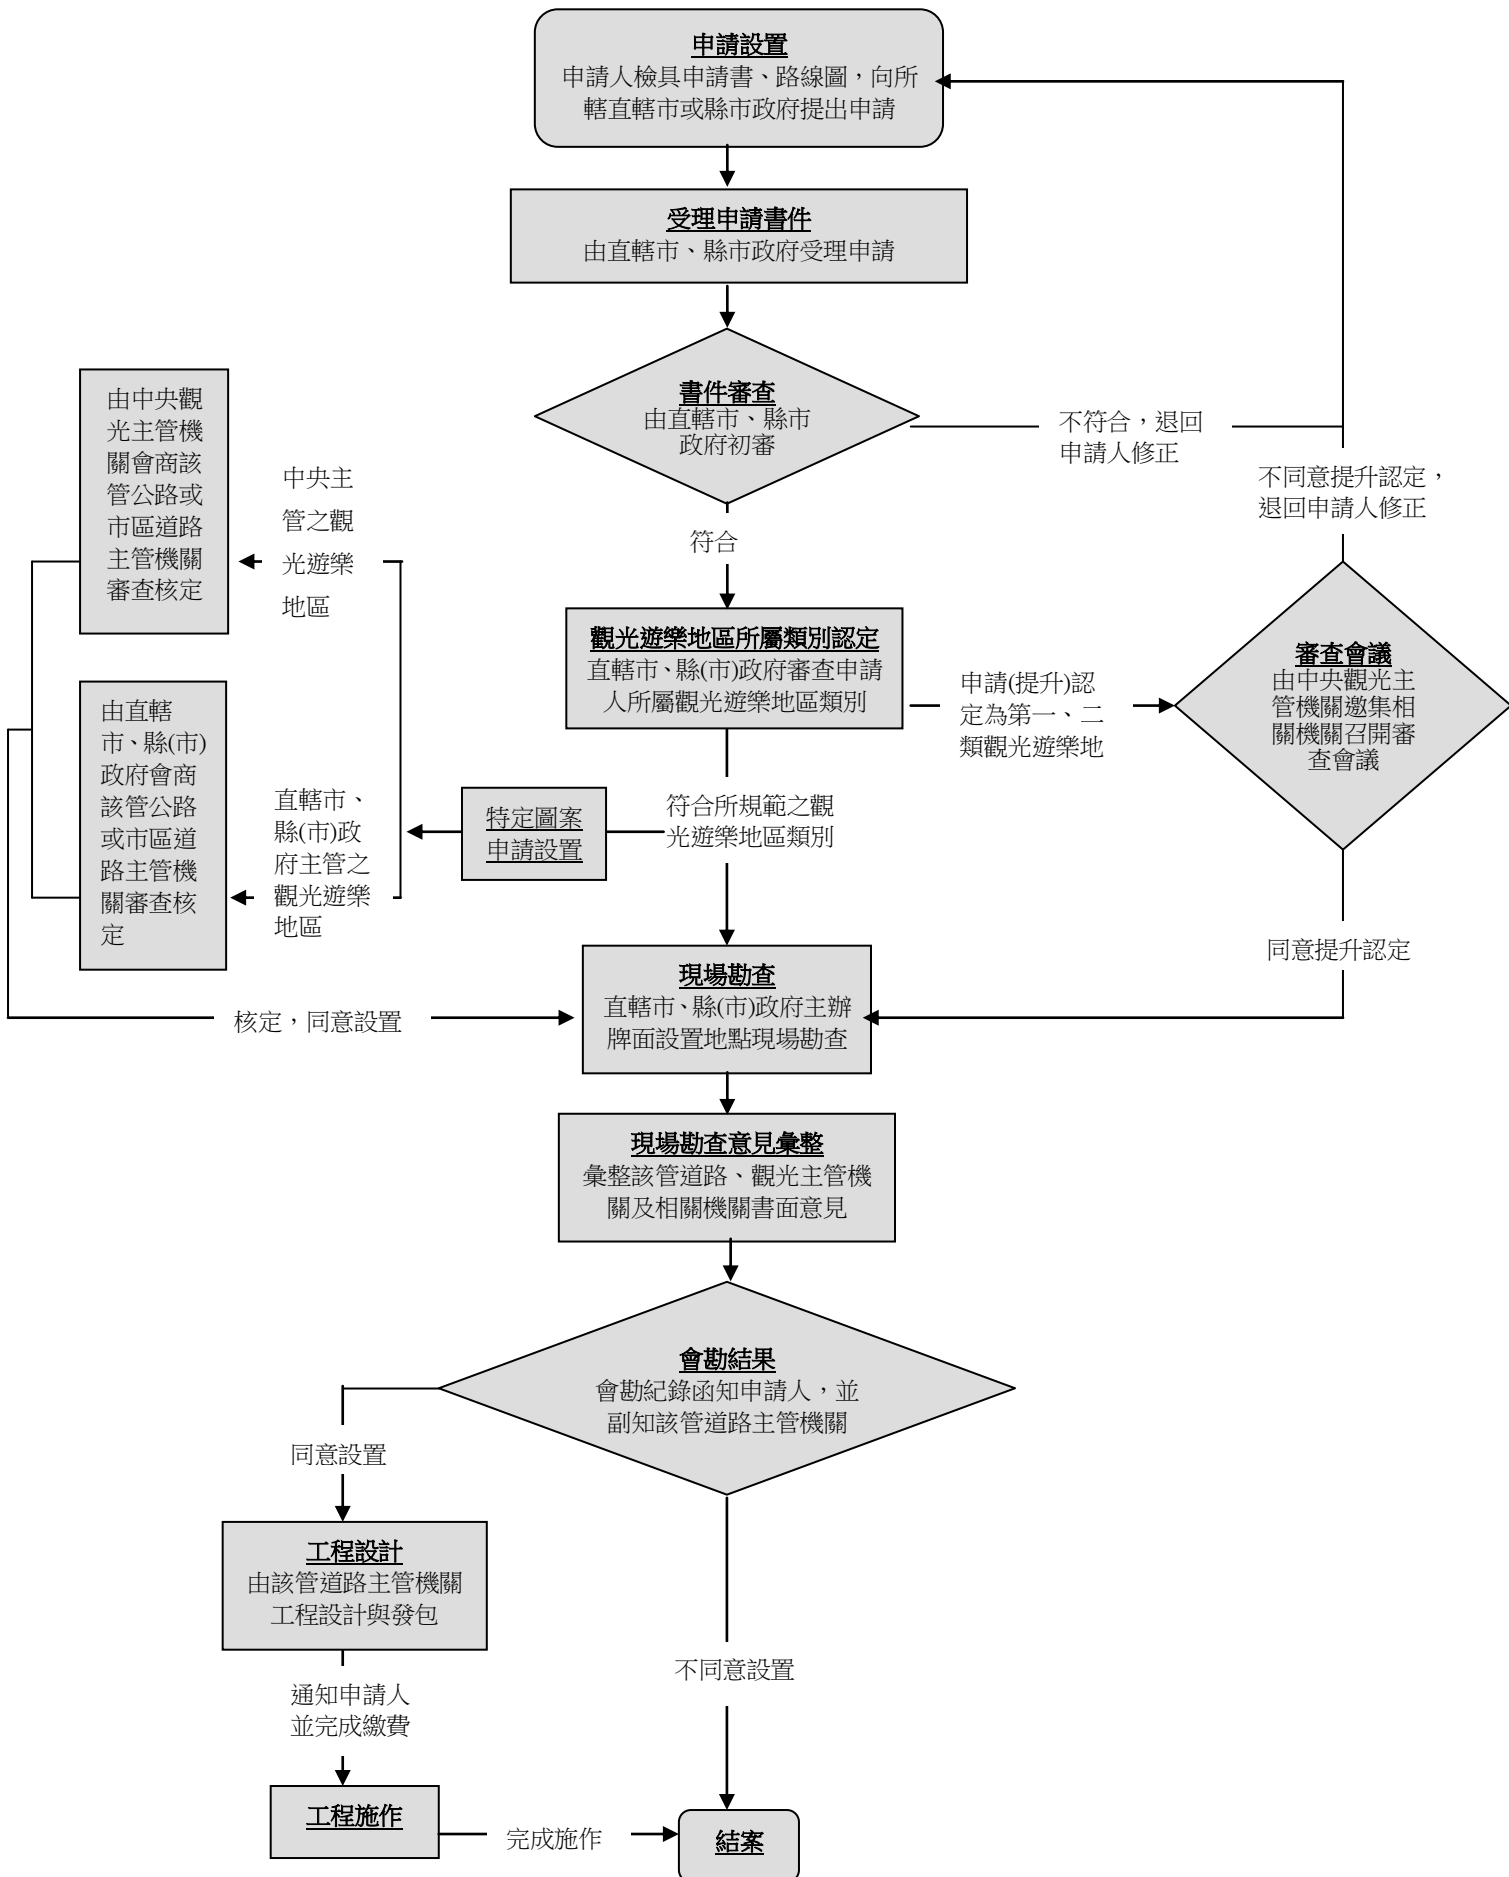 申請設置
申請人檢具申請書、路線圖，向所
轄直轄市或縣市政府提出申請
受理申請書件
由直轄市、縣市政府受理申請
書件審查
由直轄市、縣市
政府初審
不符合，退回
申請人修正
符合
不同意提升認定，
退回申請人修正
由中央觀
光主管機
關會商該
管公路或
市區道路
主管機關
審查核定
中央主
管之觀
光遊樂
地區
觀光遊樂地區所屬類別認定
直轄市、縣(市)政府審查申請
人所屬觀光遊樂地區類別
申請(提升)認
定為第一、二
類觀光遊樂地
審查會議
由中央觀光主
管機關邀集相
關機關召開審
查會議
由直轄
市、縣(市)
政府會商
該管公路
或市區道
路主管機
關審查核
定
直轄市、
縣(市)政
府主管之
觀光遊樂
地區
特定圖案
申請設置
符合所規範之觀
光遊樂地區類別
同意提升認定
核定，同意設置
現場勘查
直轄市、縣(市)政府主辦
牌面設置地點現場勘查
現場勘查意見彙整
彙整該管道路、觀光主管機
關及相關機關書面意見
會勘結果
會勘紀錄函知申請人，並
副知該管道路主管機關
同意設置
工程設計
由該管道路主管機關
工程設計與發包
不同意設置
通知申請人
並完成繳費
工程施作
完成施作
結案